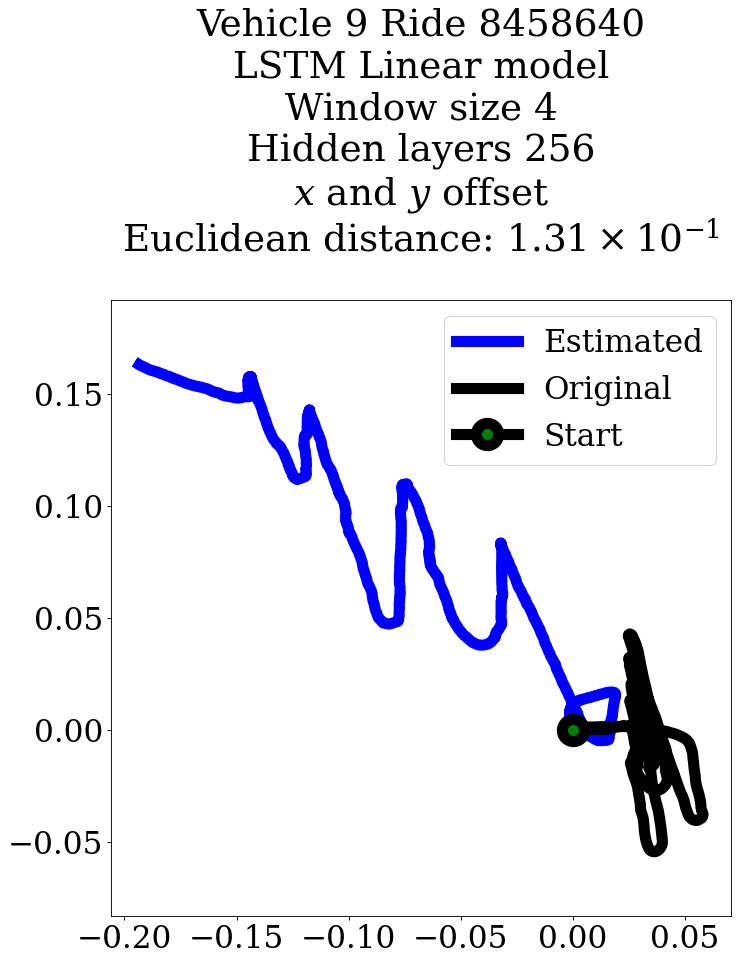 Vehicle 9 Ride 8458640
LSTM Linear model
Window size 4
Hidden layers 256
x and y offset
Euclidean distance: 1.31 × 10⁻¹
Estimated
Original
Start
0.15
0.10
0.05
0.00
−0.05
−0.20 −0.15 −0.10 −0.05 0.00 0.05